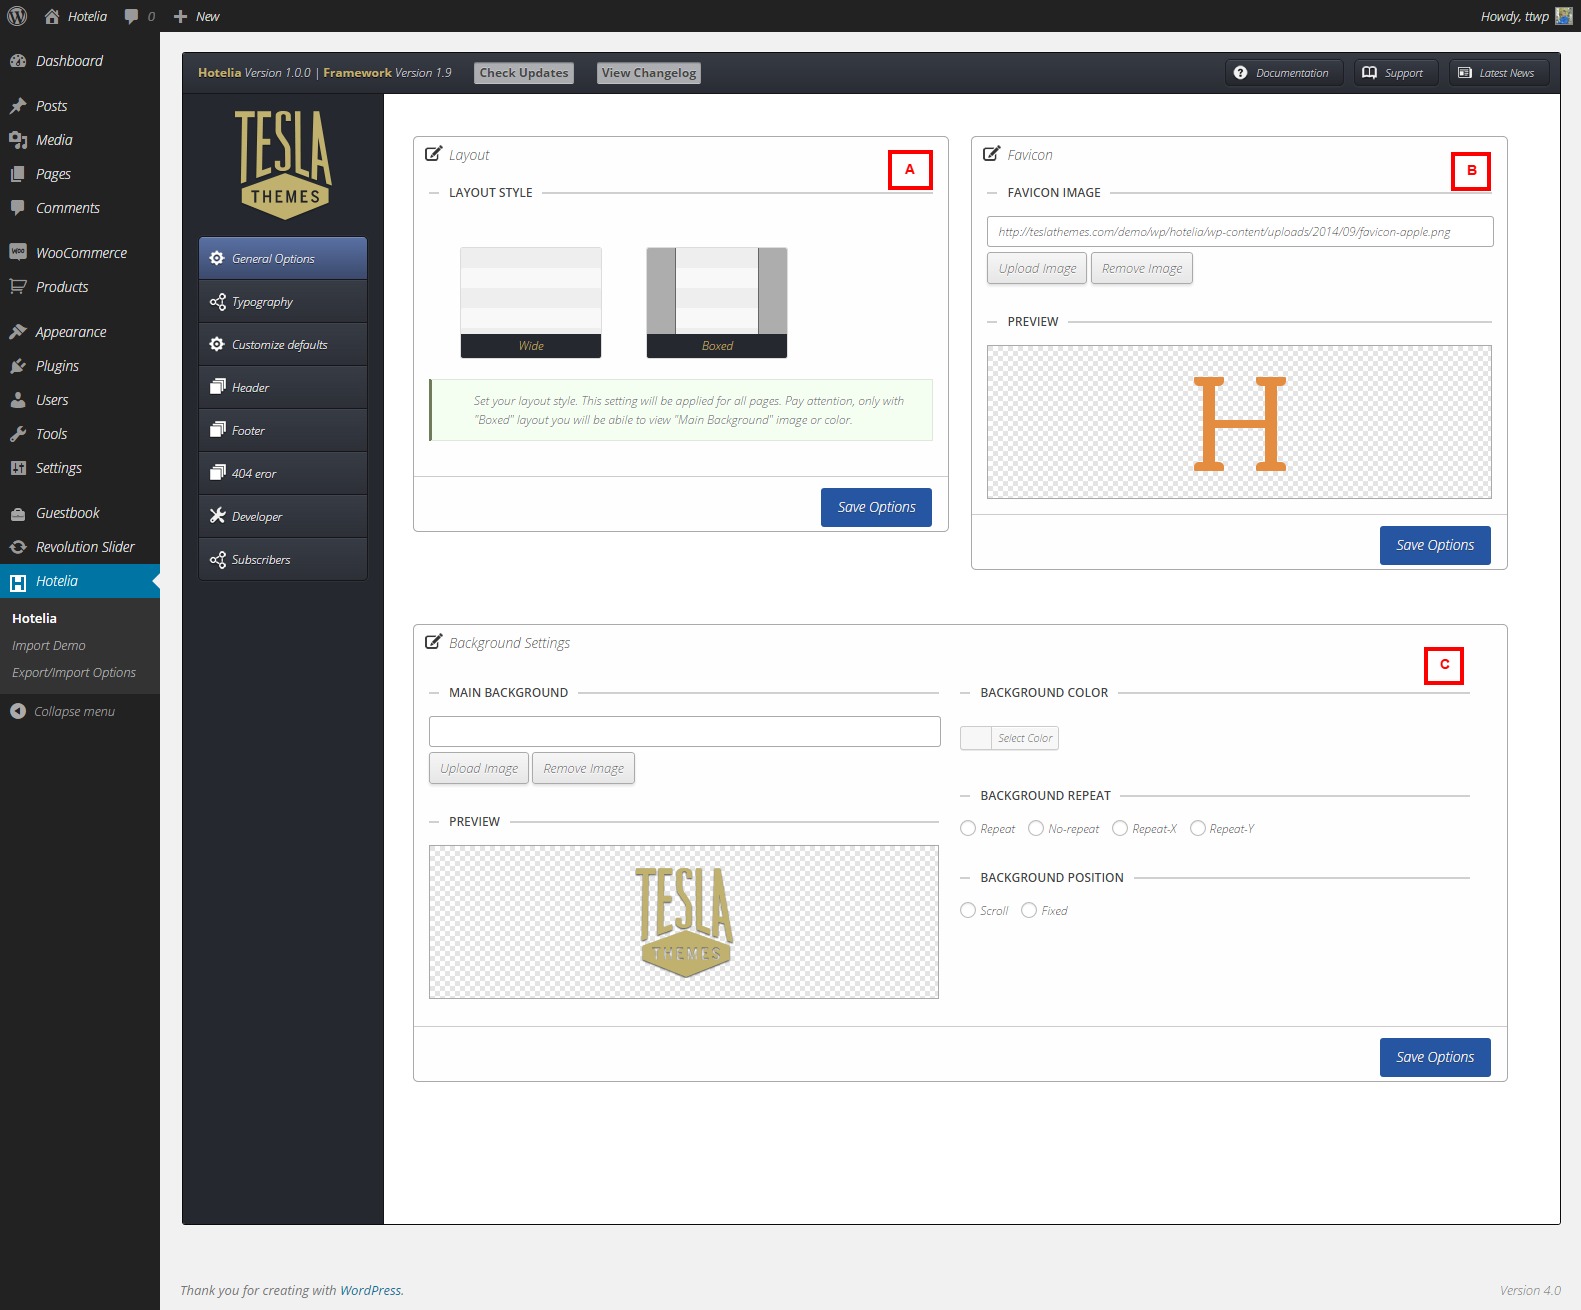 Hotelia 0 New Howdy, ttwp
Dashboard
Posts
Media
Pages
Comments
WooCommerce
Products
Appearance
Plugins
Users
Tools
Settings
Guestbook
Revolution Slider
Hotelia
Hotelia
Import Demo
Export/Import Options
Collapse menu
Hotelia Version 1.0.0 | Framework Version 1.9 Check Updates View Changelog Documentation Support Latest News
TESLA
THEMES
General Options
Typography
Customize defaults
Header
Footer
404 eror
Developer
Subscribers
Layout
A
LAYOUT STYLE
Wide Boxed
Set your layout style. This setting will be applied for all pages. Pay attention, only with
"Boxed" layout you will be abile to view "Main Background" image or color.
Save Options
Favicon
B
FAVICON IMAGE
http://teslathemes.com/demo/wp/hotelia/wp-content/uploads/2014/09/favicon-apple.png
Upload Image Remove Image
PREVIEW
H
Save Options
Background Settings
C
MAIN BACKGROUND
Upload Image Remove Image
PREVIEW
TESLA
THEMES
BACKGROUND COLOR
Select Color
BACKGROUND REPEAT
Repeat No-repeat Repeat-X Repeat-Y
BACKGROUND POSITION
Scroll Fixed
Save Options
Thank you for creating with WordPress. Version 4.0